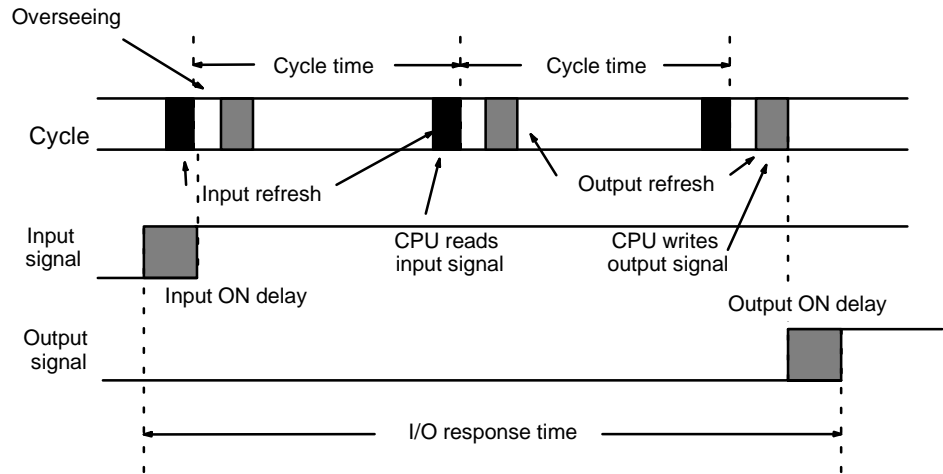 Overseeing
Cycle time
Cycle time
Cycle
Input refresh
Output refresh
Input
signal
CPU reads
input signal
CPU writes
output signal
Input ON delay
Output ON delay
Output
signal
I/O response time